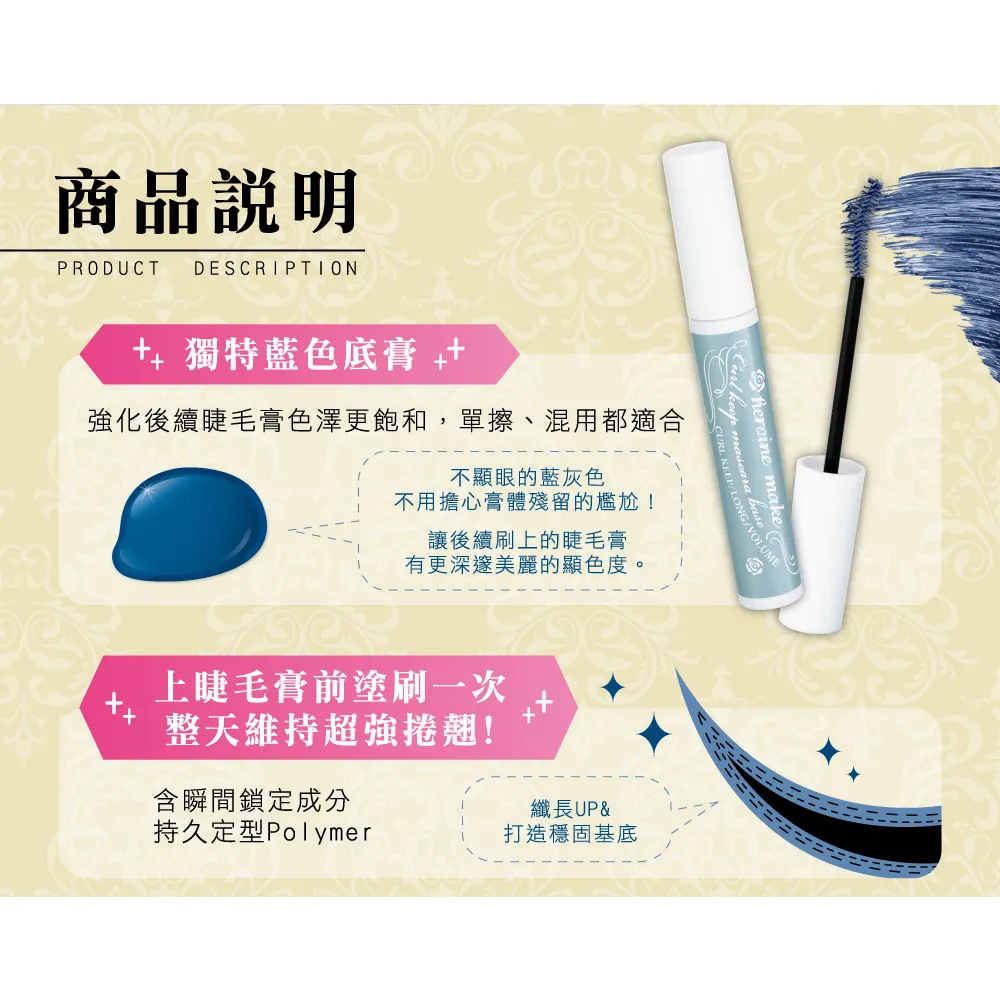 商品説明
PRODUCT DESCRIPTION
獨特藍色底膏
強化後續睫毛膏色澤更飽和，單擦、混用都適合
不顯眼的藍灰色
不用擔心膏體殘留的尷尬！
讓後續刷上的睫毛膏
有更深邃美麗的顯色度。
heroine make
Curl keep mascara base
CURL KEEP/LONG/VOLUME
上睫毛膏前塗刷一次
整天維持超強捲翹!
含瞬間鎖定成分
持久定型Polymer
纖長UP&
打造穩固基底